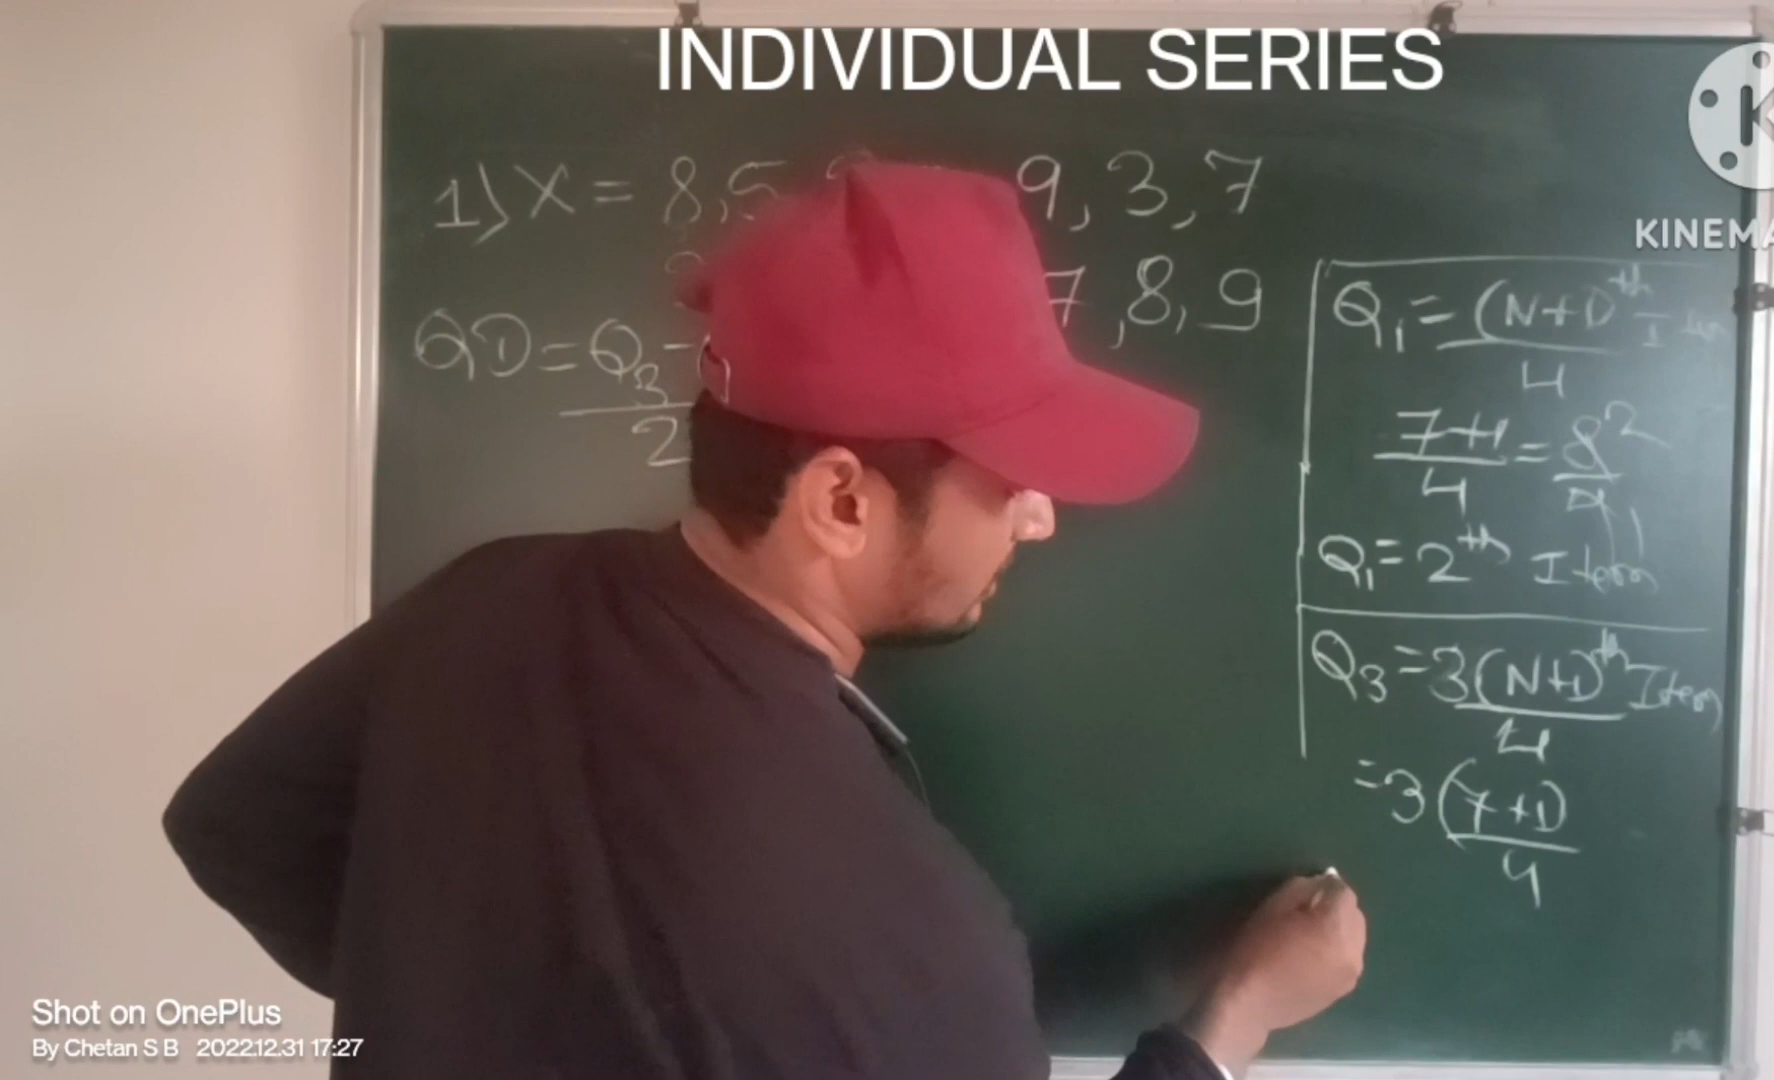 INDIVIDUAL SERIES
1) X = 8,5 9, 3, 7
7, 8, 9
QD = Q3 -
2
Q1 = (N+1)th Item
4
7+1 = 8 2
4 4 1
Q1 = 2th Item
Q3 = 3(N+1)th Item
4
= 3(7+1)
4
KINEMA
Shot on OnePlus
By Chetan S B 2022.12.31 17:27